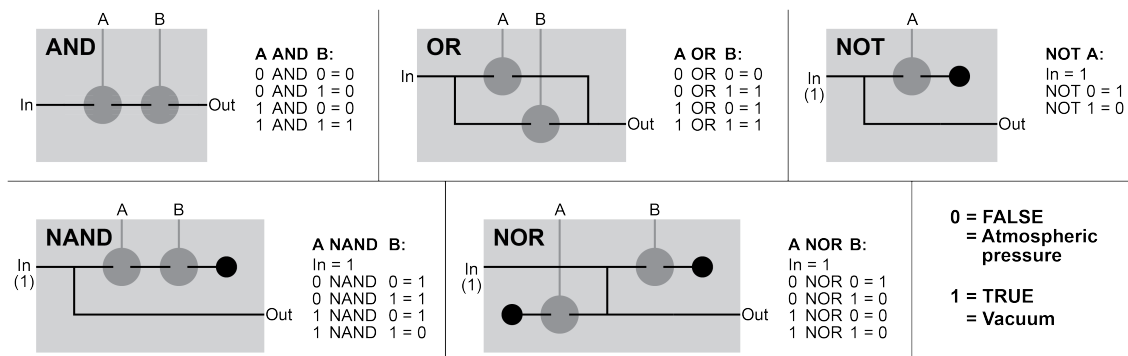 A B
AND
In
Out
A AND B:
0 AND 0 = 0
0 AND 1 = 0
1 AND 0 = 0
1 AND 1 = 1
A B
OR
In
Out
A OR B:
0 OR 0 = 0
0 OR 1 = 1
1 OR 0 = 1
1 OR 1 = 1
A
NOT
In
(1)
Out
NOT A:
In = 1
NOT 0 = 1
NOT 1 = 0
A B
NAND
In
(1)
Out
A NAND B:
In = 1
0 NAND 0 = 1
0 NAND 1 = 1
1 NAND 0 = 1
1 NAND 1 = 0
A B
NOR
In
(1)
Out
A NOR B:
In = 1
0 NOR 0 = 1
0 NOR 1 = 0
1 NOR 0 = 0
1 NOR 1 = 0
0 = FALSE
= Atmospheric
pressure
1 = TRUE
= Vacuum